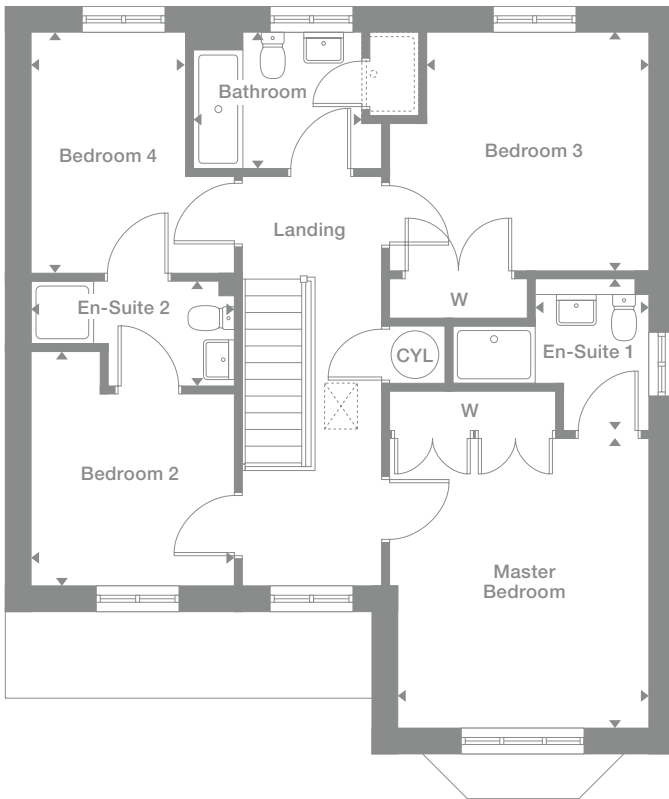 Bathroom
Bedroom 4
Bedroom 3
Landing
En-Suite 2
W
CYL
En-Suite 1
W
Bedroom 2
Master
Bedroom